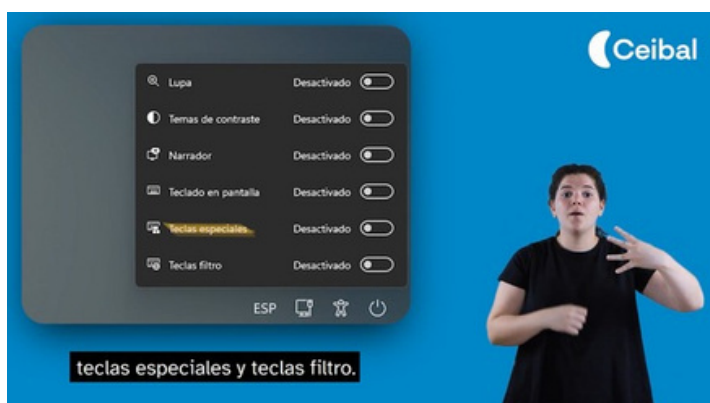 Ceibal
Lupa Desactivado
Temas de contraste Desactivado
Narrador Desactivado
Teclado en pantalla Desactivado
Teclas especiales Desactivado
Teclas filtro Desactivado
ESP
teclas especiales y teclas filtro.